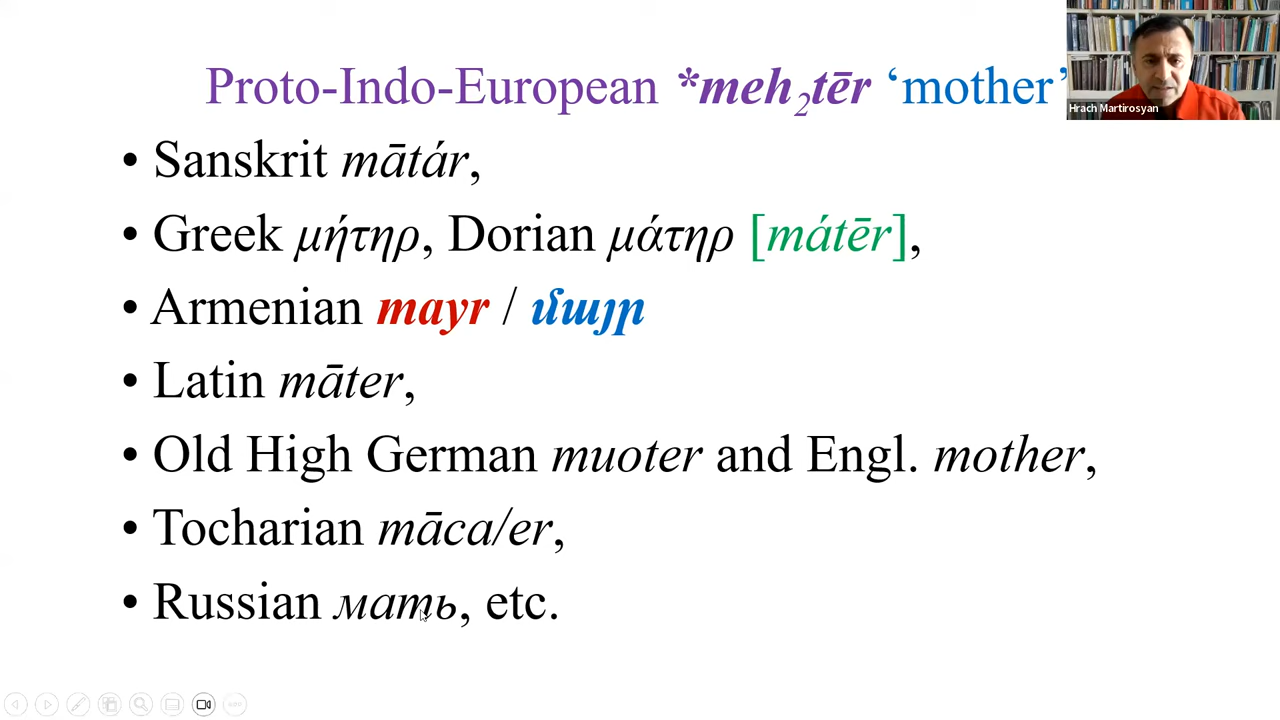 Proto-Indo-European *meh₂tēr ‘mother’
Hrach Martirosyan
• Sanskrit mātár,
• Greek μήτηρ, Dorian μάτηρ [mátēr],
• Armenian mayr / մայր
• Latin māter,
• Old High German muoter and Engl. mother,
• Tocharian māca/er,
• Russian мать, etc.